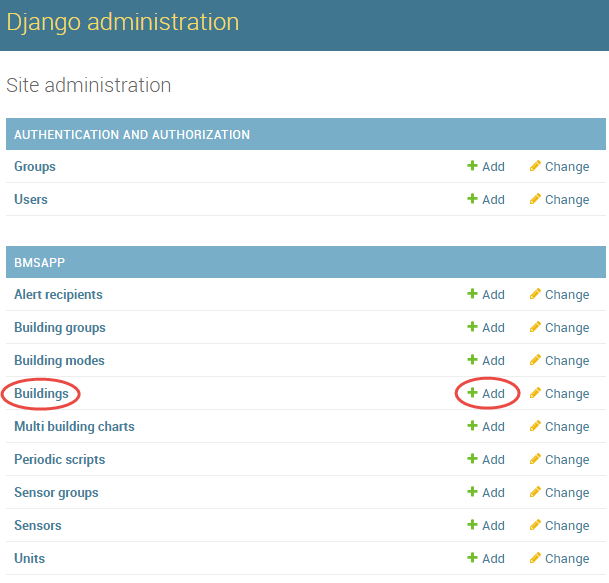 Django administration
Site administration
AUTHENTICATION AND AUTHORIZATION
Groups Add Change
Users Add Change
BMSAPP
Alert recipients Add Change
Building groups Add Change
Building modes Add Change
Buildings Add Change
Multi building charts Add Change
Periodic scripts Add Change
Sensor groups Add Change
Sensors Add Change
Units Add Change